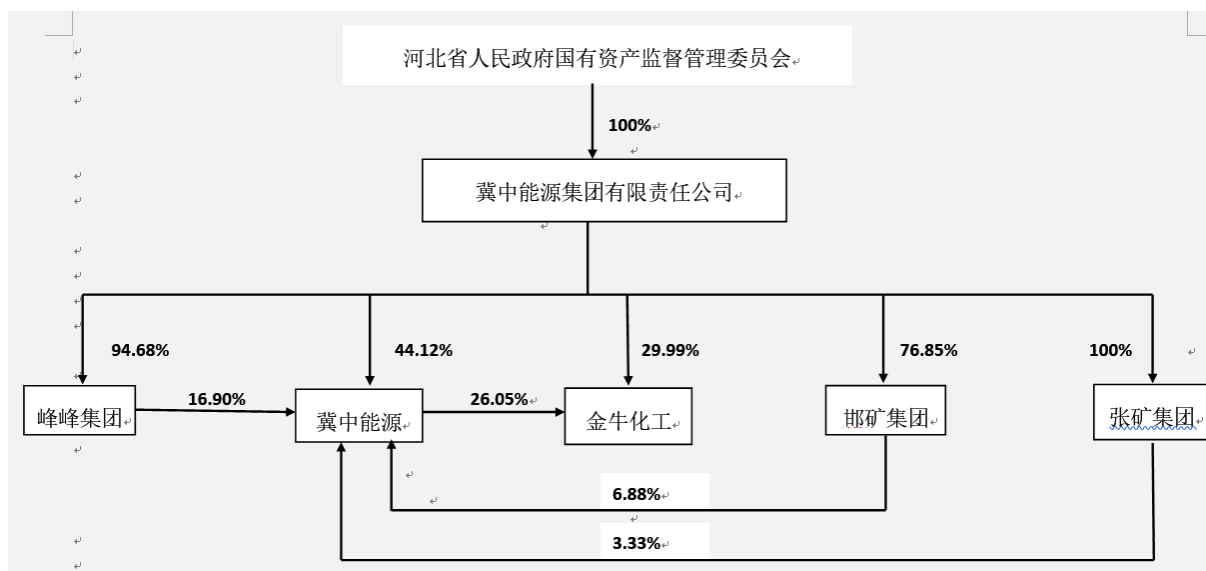 河北省人民政府国有资产监督管理委员会
100%
冀中能源集团有限责任公司
94.68%
44.12%
29.99%
76.85%
100%
峰峰集团
16.90%
冀中能源
26.05%
金牛化工
邯矿集团
张矿集团
6.88%
3.33%